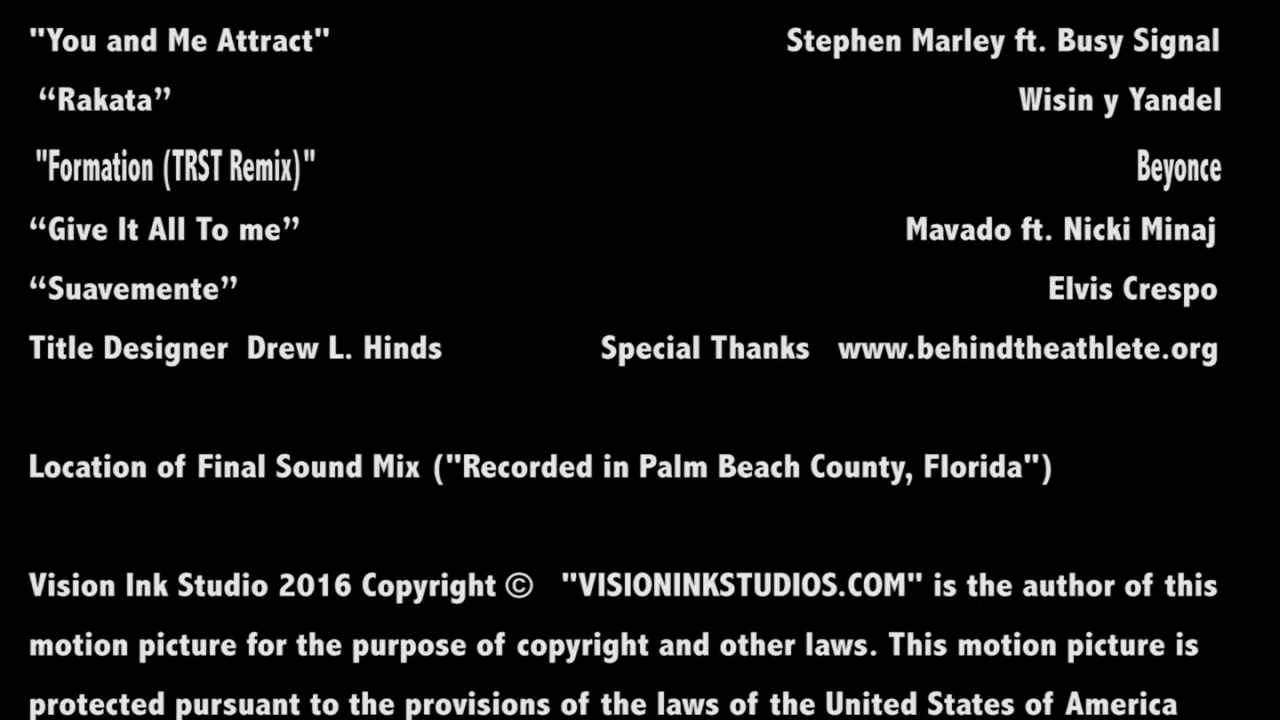 "You and Me Attract" Stephen Marley ft. Busy Signal
“Rakata” Wisin y Yandel
"Formation (TRST Remix)" Beyonce
“Give It All To me” Mavado ft. Nicki Minaj
“Suavemente” Elvis Crespo
Title Designer Drew L. Hinds Special Thanks www.behindtheathlete.org
Location of Final Sound Mix ("Recorded in Palm Beach County, Florida")
Vision Ink Studio 2016 Copyright © "VISIONINKSTUDIOS.COM" is the author of this
motion picture for the purpose of copyright and other laws. This motion picture is
protected pursuant to the provisions of the laws of the United States of America